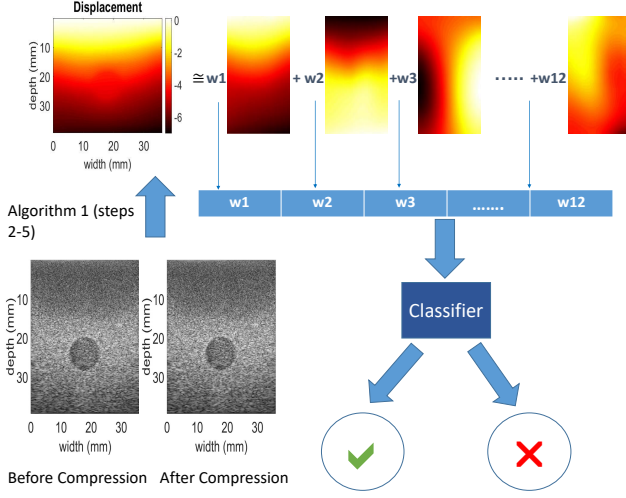 Displacement
depth (mm)
10
20
30
0
-2
-4
-6
0 10 20 30
width (mm)
≅ w1 + w2 +w3 ..... +w12
Algorithm 1 (steps
2-5)
w1 w2 w3 ....... w12
Classifier
depth (mm)
10
20
30
0 10 20 30
width (mm)
depth (mm)
10
20
30
0 10 20 30
width (mm)
Before Compression After Compression